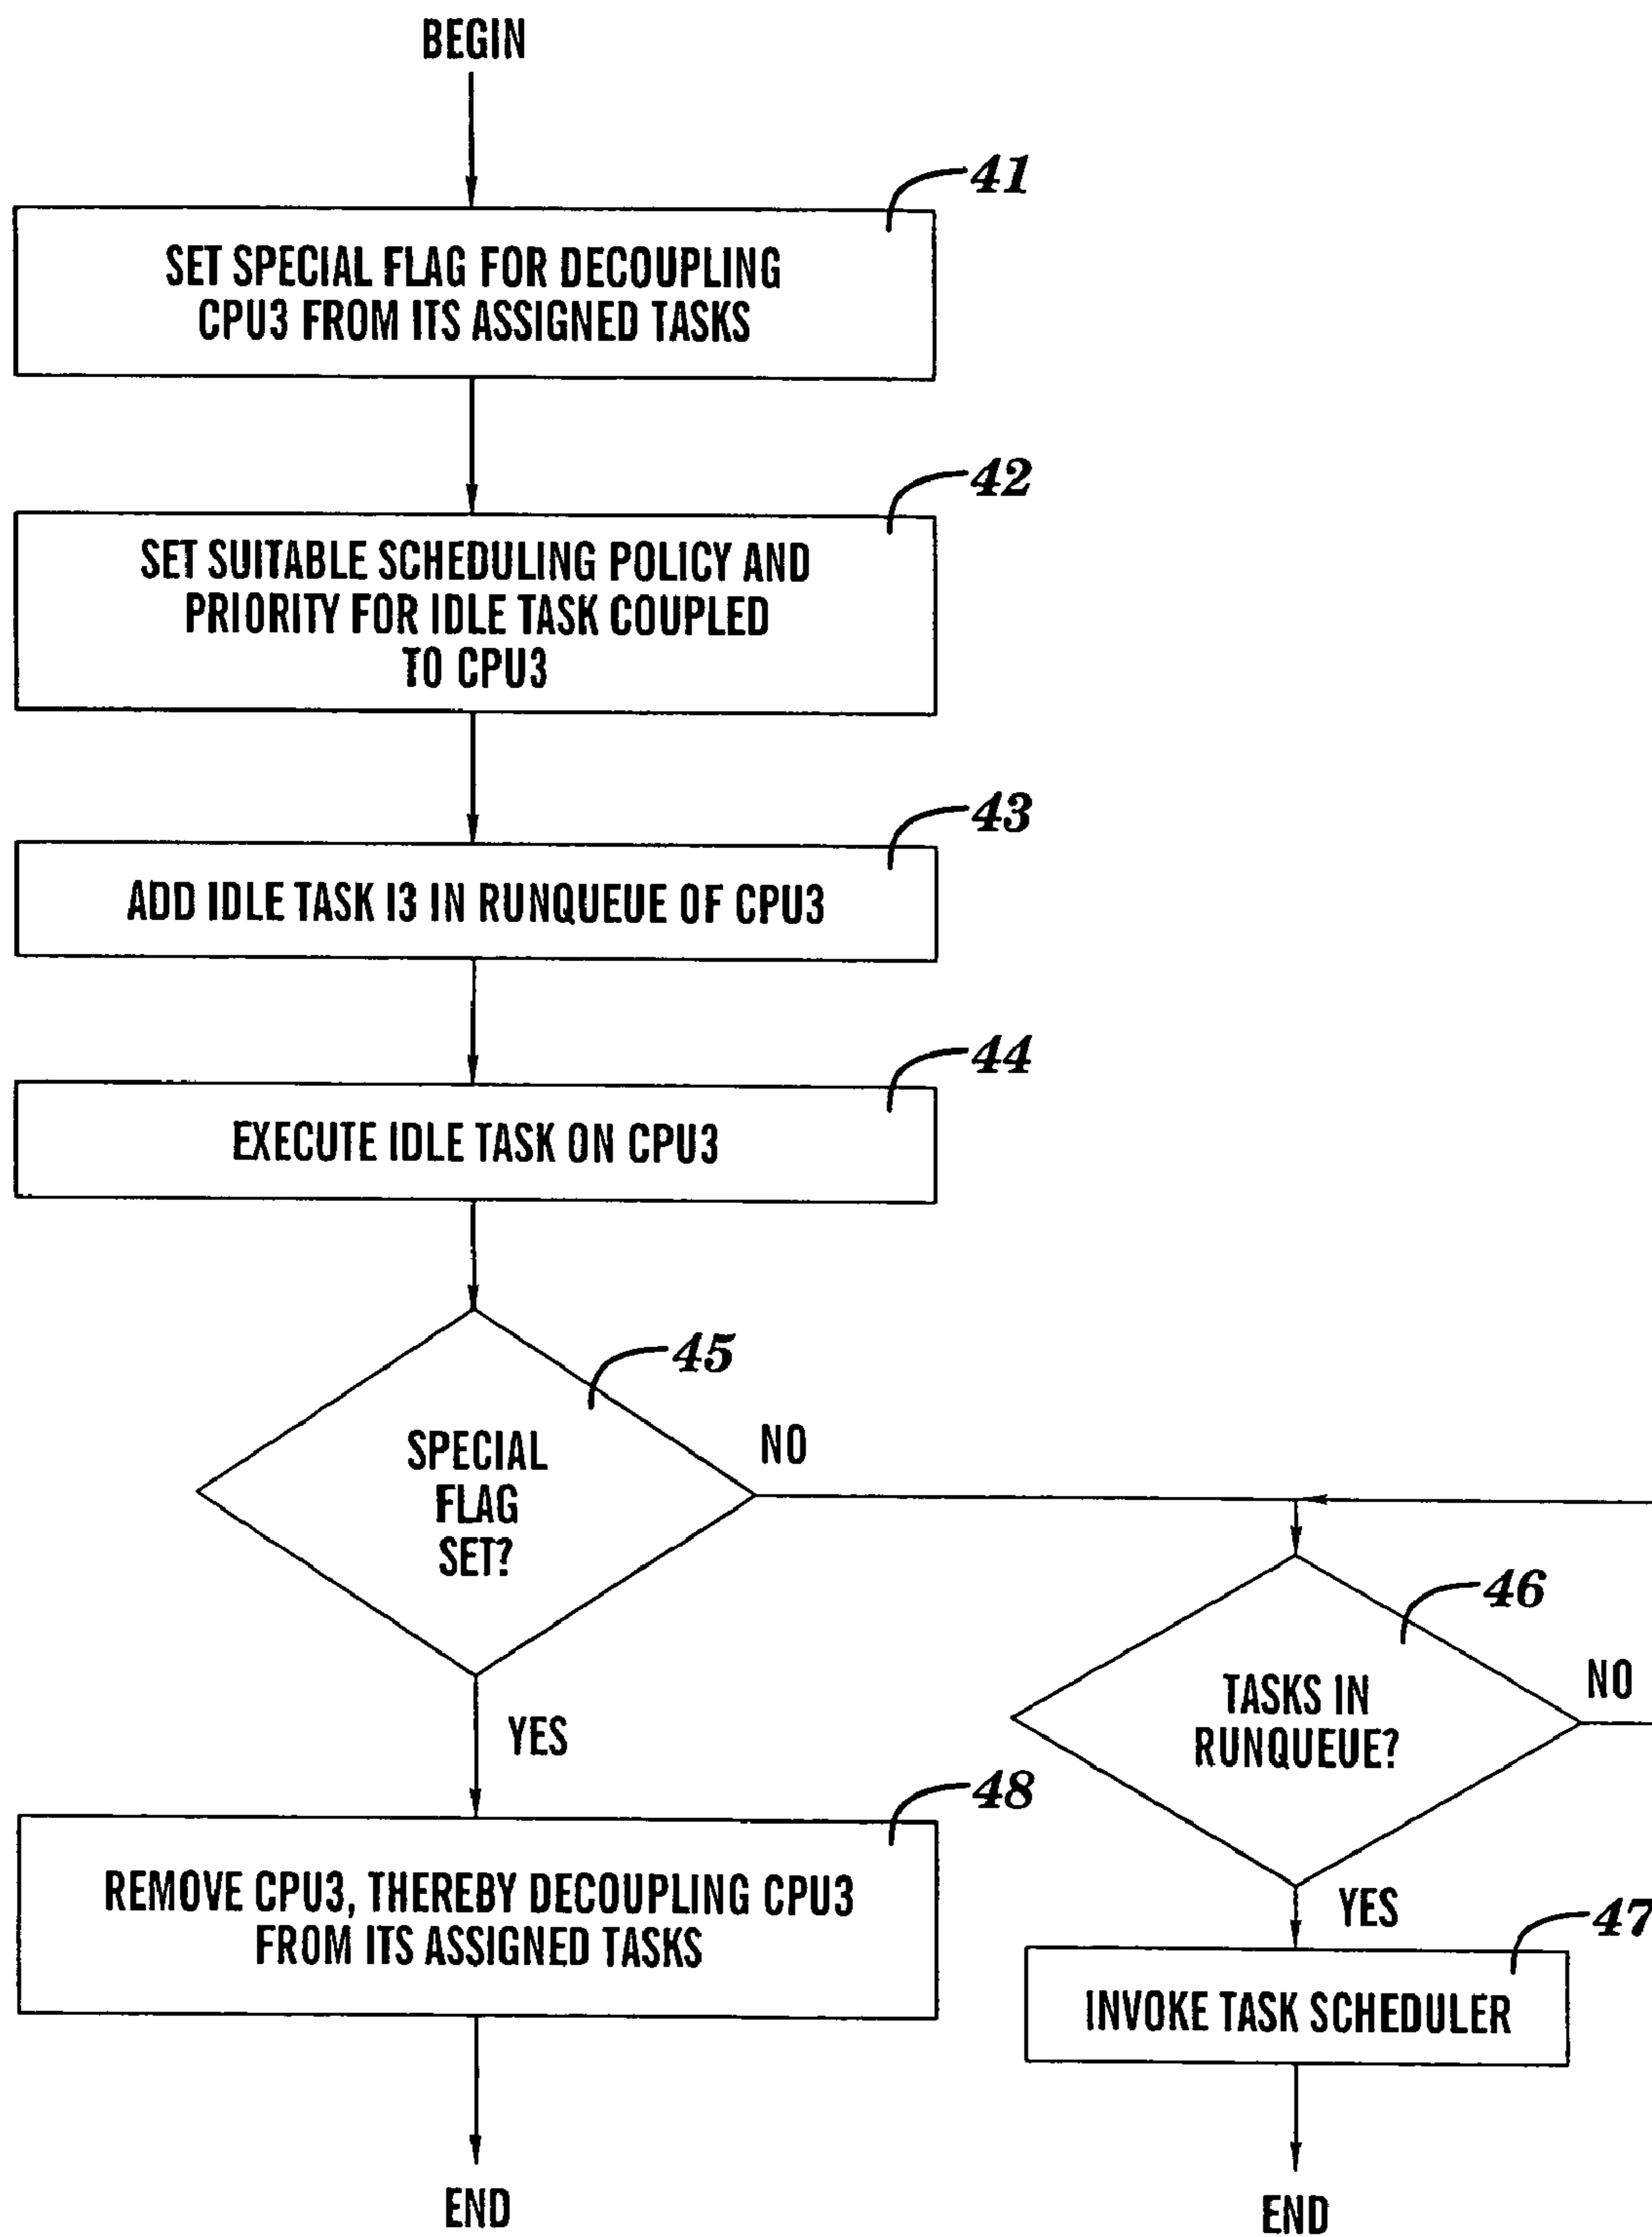 BEGIN
41
SET SPECIAL FLAG FOR DECOUPLING
CPU3 FROM ITS ASSIGNED TASKS
42
SET SUITABLE SCHEDULING POLICY AND
PRIORITY FOR IDLE TASK COUPLED
TO CPU3
43
ADD IDLE TASK I3 IN RUNQUEUE OF CPU3
44
EXECUTE IDLE TASK ON CPU3
45
SPECIAL
FLAG
SET?
NO
46
TASKS IN
RUNQUEUE?
NO
YES
48
REMOVE CPU3, THEREBY DECOUPLING CPU3
FROM ITS ASSIGNED TASKS
YES
47
INVOKE TASK SCHEDULER
END
END